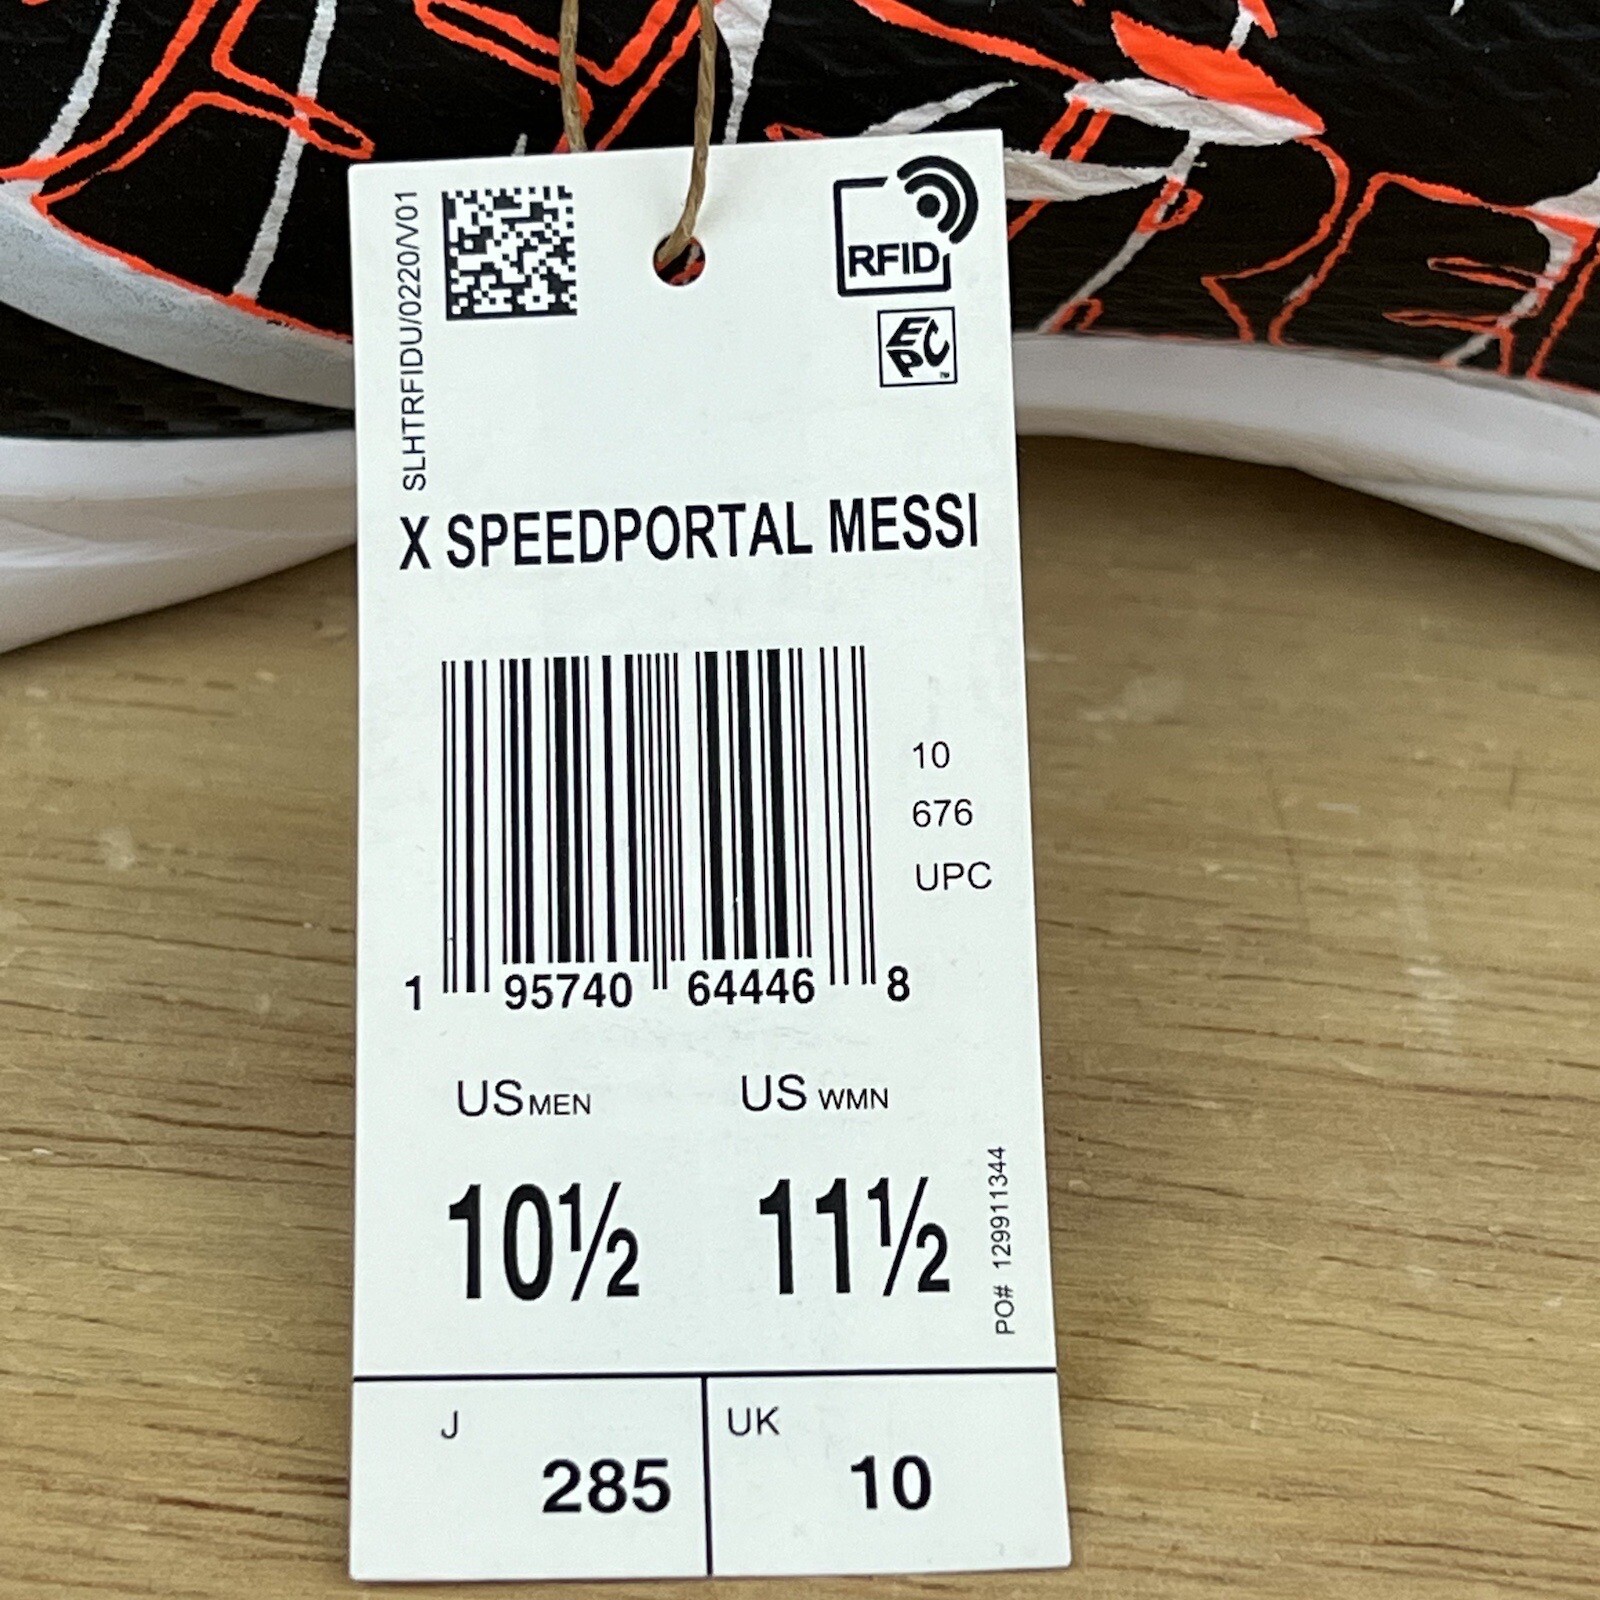 SLHTRFIDU/0220/V01
RFID
EPC
™
X SPEEDPORTAL MESSI
10
676
UPC
1 95740 64446 8
US MEN US WMN
10½ 11½
PO# 129911344
J 285
UK 10